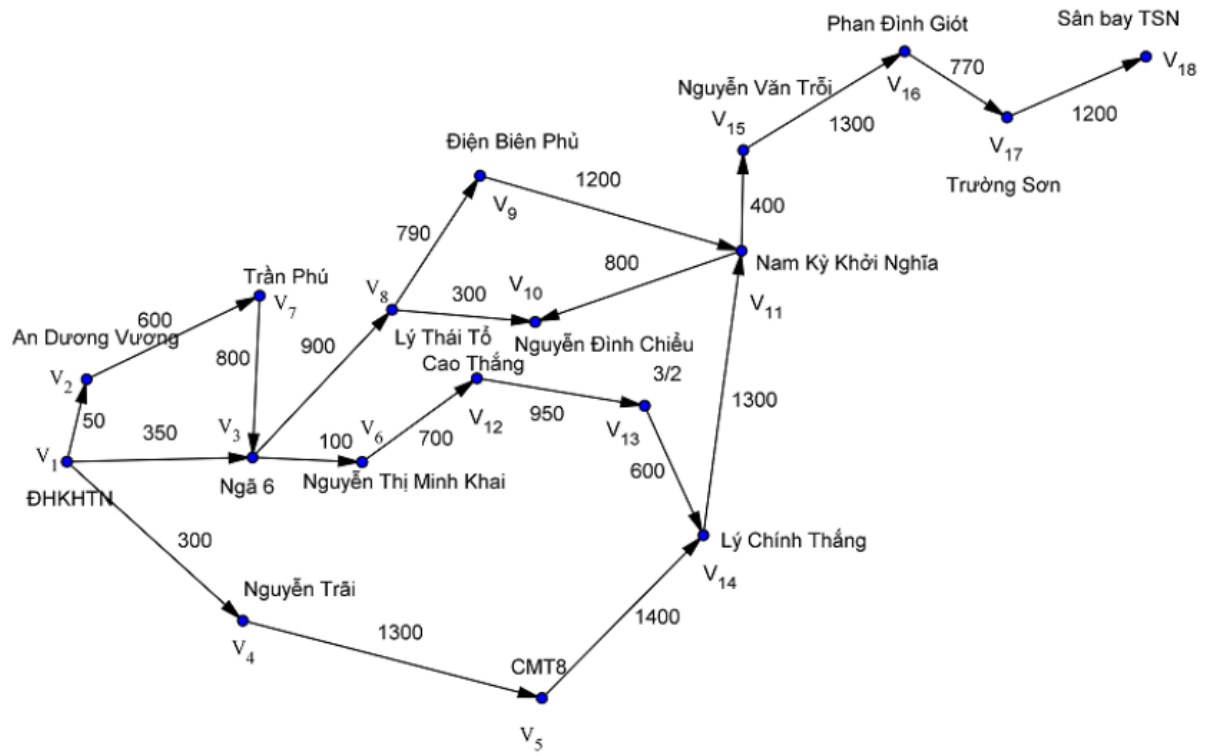 Phan Đình Giót
Sân bay TSN
770
V18
V16
Nguyễn Văn Trỗi
V15
1300
1200
V17
Điện Biên Phủ
1200
Trường Sơn
V9
400
790
Trần Phú
800
Nam Kỳ Khởi Nghĩa
V7
V8
300
V10
V11
600
An Dương Vương
Lý Thái Tổ
Nguyễn Đình Chiểu
800
900
Cao Thắng
3/2
V2
50
V12
950
V13
1300
350
V3
V6
700
100
600
V1
Ngã 6
Nguyễn Thị Minh Khai
ĐHKHTN
300
Lý Chính Thắng
V14
Nguyễn Trãi
1400
1300
V4
CMT8
V5